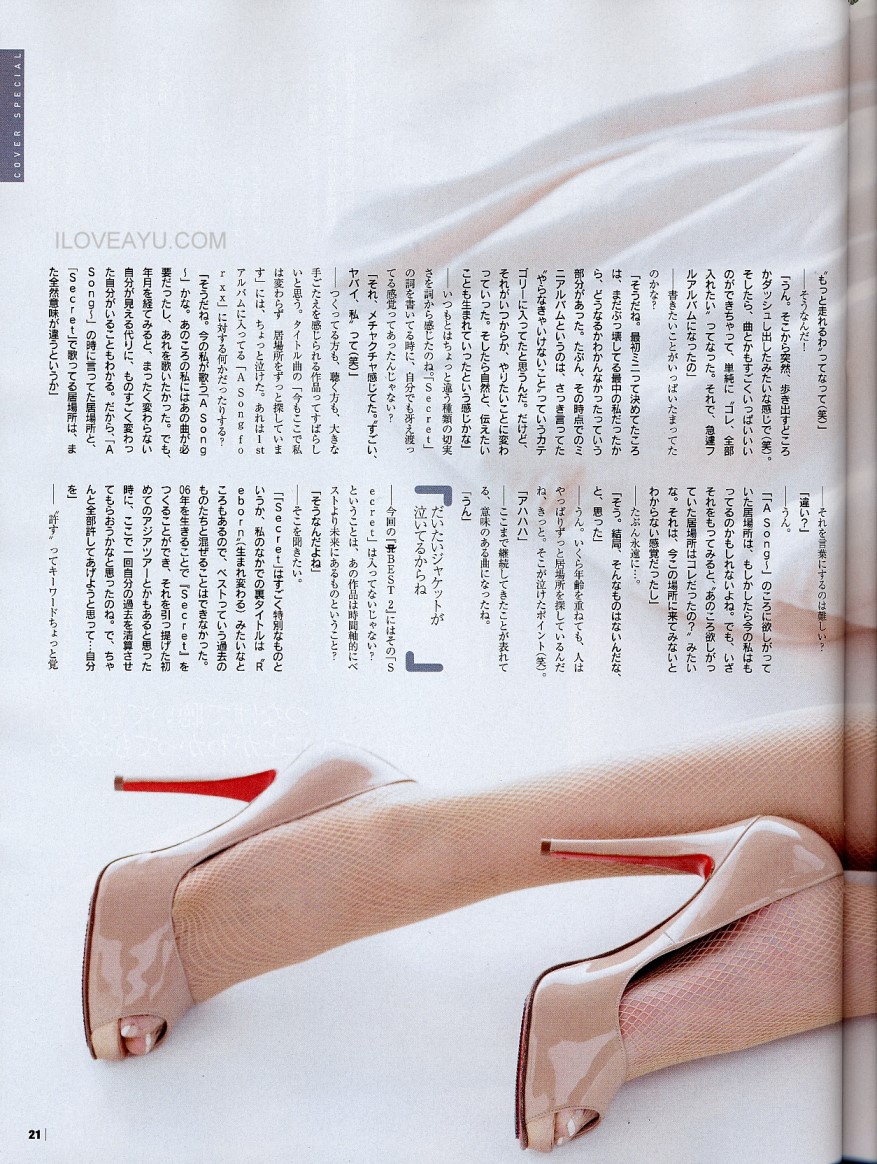 COVER SPECIAL
ILOVEAYU.COM
〝もっと走れるわ〟ってなって(笑)」
──そうなんだ!
「うん。そこから突然、歩き出すどころ
かダッシュし出したみたいな感じで(笑)。
そしたら、曲とかもすごくいっぱいいい
のができちゃって、単純に〝ゴレ、全部
入れたい〟ってなった。それで、急遽フ
ルアルバムになったの」
──書きたいことがいっぱいたまってた
のかな?
「そうだね。最初ミニって決めてたころ
は、まだぶっ壊してる最中の私だったか
ら、どうなるかわかんなかったっていう
部分があった。たぶん、その時点でのミ
ニアルバムというのは、さっき言ってた
〝やらなきゃいけないこと〟っていうカテ
ゴリーに入ってたと思うんだ。だけど、
それがいつからか、やりたいことに変わ
っていった。そしたら自然と、伝えたい
ことも生まれていったという感じかな」
──いつもとはちょっと違う種類の切実
さを詞から感じたのね。『Secret』
の詞を書いてる時に、自分でも冴え渡っ
てる感覚ってあったんじゃない?
「それ、メチャクチャ感じてた。〝すごい、
ヤバイ、私〟って(笑)」
──つくってる方も、聴く方も、大きな
手ごたえを感じられる作品ってすばらし
いと思う。タイトル曲の「今もここで私
は変わらず 居場所をずっと探していま
す」には、ちょっと泣けた。あれは1st
アルバムに入ってる「A Song fo
r ××」に対する何かだったりする?
「そうだね。今の私が歌う「A Song
〜」かな。あのころの私にはあの曲が必
要だったし、あれを歌いたかった。でも、
年月を経てみると、まったく変わらない
自分が見える代りに、ものすごく変わっ
た自分がいることもわかる。だから、「A
Song〜」の時に言ってた居場所と、
「Secret」で歌ってる居場所は、ま
た全然意味が違うというか」
──それを言葉にするのは難しい?
「違い?」
──うん。
「「A Song〜」のころに欲しがって
いた居場所は、もしかしたら今の私はも
ってるのかもしれないよね。でも、いざ
それをもってみると、〝あのころ欲しがっ
ていた居場所はコレだったの?〟みたい
な。それは、今この場所に来てみないと
わからない感覚だったし」
──たぶん永遠に…。
「そう。結局、そんなものはないんだな、
と、思った」
──うん。いくら年齢を重ねても、人は
やっぱりずっと居場所を探しているんだ
ね、きっと。そこが泣けたポイント(笑)。
「アハハハ」
──ここまで継続してきたことが表れて
る、意味のある曲になったね。
「うん」
『だいたいジャケットが
泣いてるからね』
──今回の『BEST 2』にはその「S
ecret」は入ってないじゃない?
ということは、あの作品は時間軸的にベ
ストより未来にあるものということ?
「そうなんだよね」
──そこを聞きたい。
「「Secret」はすごく特別なものと
いうか、私のなかでの裏タイトルは〝R
eborn〟(生まれ変わる)みたいなと
ころもあるので、ベストっていう過去の
ものたちと混ぜることはできなかった。
06年を生きることで『Secret』を
つくることができ、それを引っ提げた初
めてのアジアツアーとかもあると思った
時に、ここで一回自分の過去を清算させ
てもらおうかなと思ったのね。で、ちゃ
んと全部許してあげようと思って…自分
を」
──〝許す〟ってキーワードちょっと覚
21